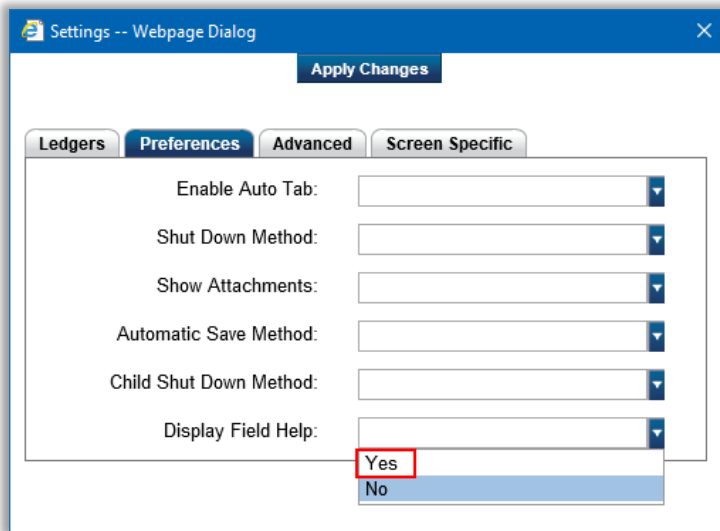 Settings -- Webpage Dialog
Apply Changes
Ledgers Preferences Advanced Screen Specific
Enable Auto Tab:
Shut Down Method:
Show Attachments:
Automatic Save Method:
Child Shut Down Method:
Display Field Help:
Yes
No